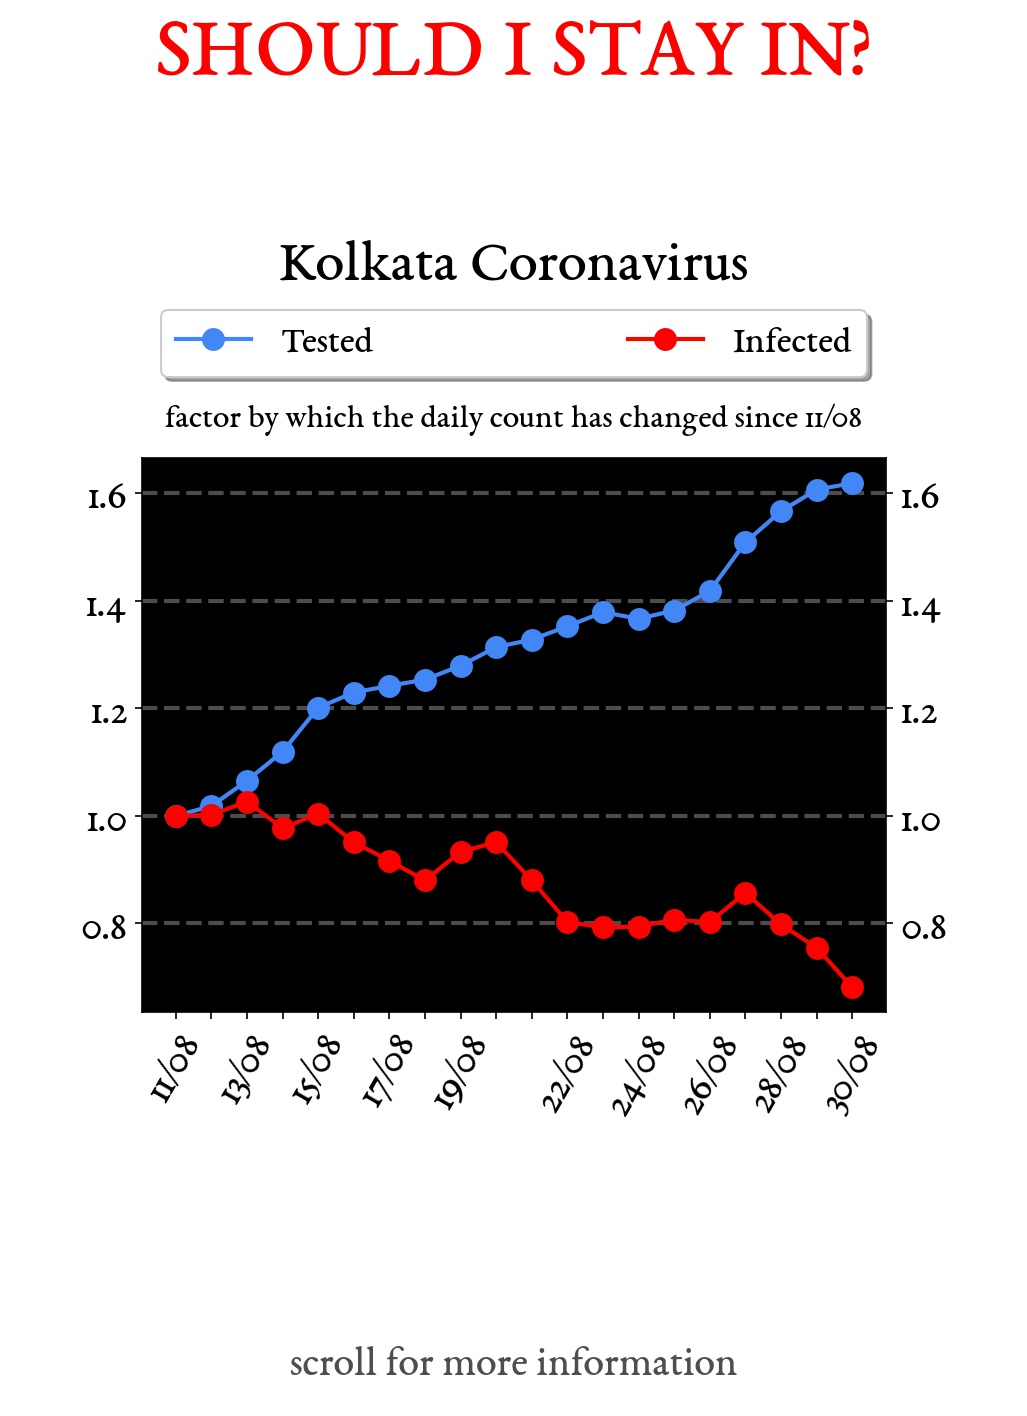 SHOULD I STAY IN?
Kolkata Coronavirus
Tested Infected
factor by which the daily count has changed since 11/08
1.6 1.6
1.4 1.4
1.2 1.2
1.0 1.0
0.8 0.8
11/08 13/08 15/08 17/08 19/08 22/08 24/08 26/08 28/08 30/08
scroll for more information